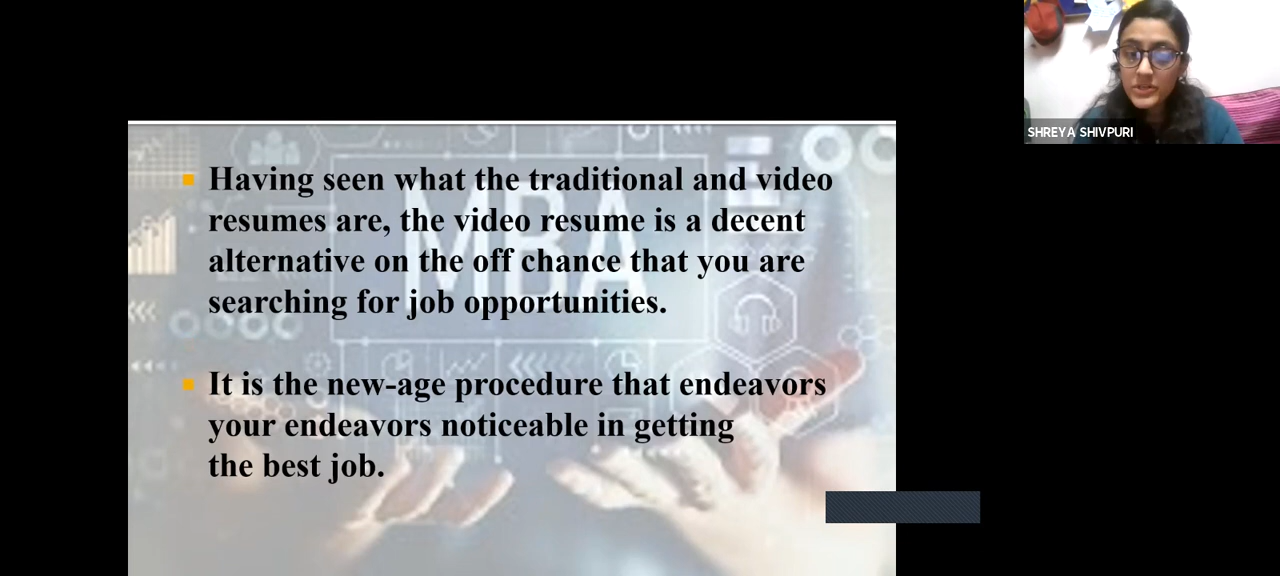 SHREYA SHIVPURI
MBA
Having seen what the traditional and video
resumes are, the video resume is a decent
alternative on the off chance that you are
searching for job opportunities.
It is the new-age procedure that endeavors
your endeavors noticeable in getting
the best job.